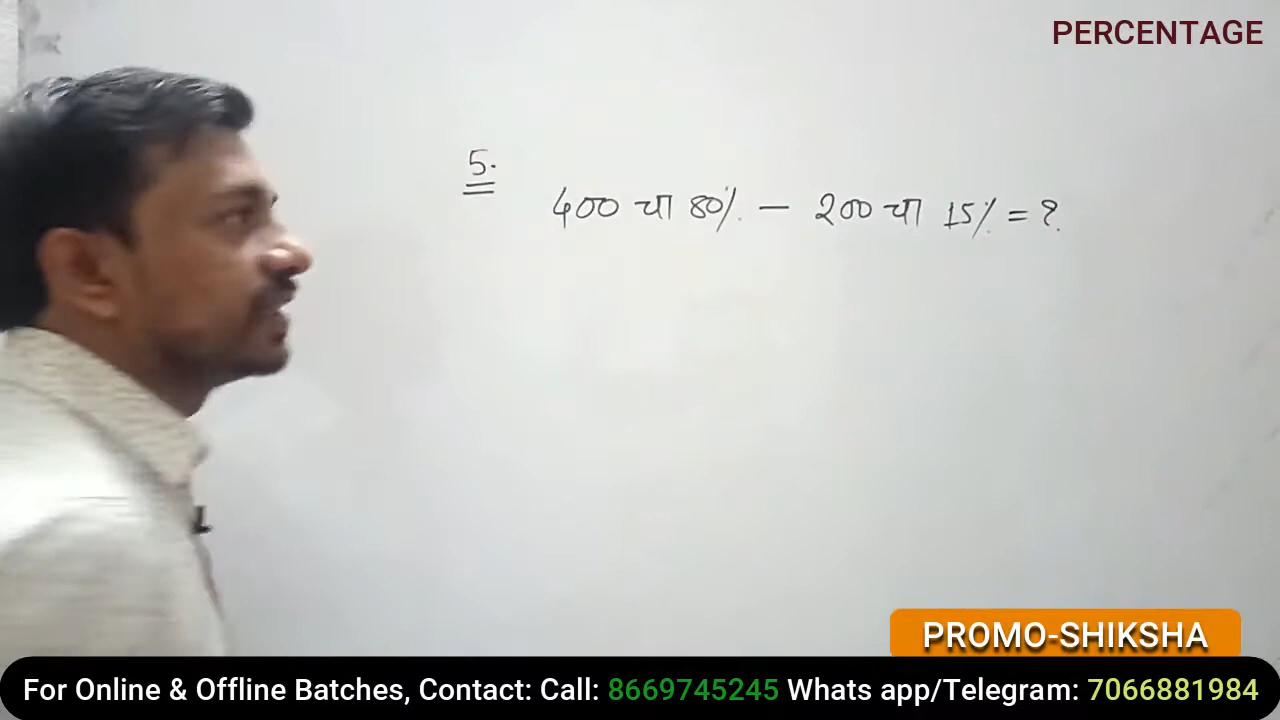 PERCENTAGE
5.
400 चा 80% - 200 चा 15% = ?
PROMO-SHIKSHA
For Online & Offline Batches, Contact: Call: 8669745245 Whats app/Telegram: 7066881984